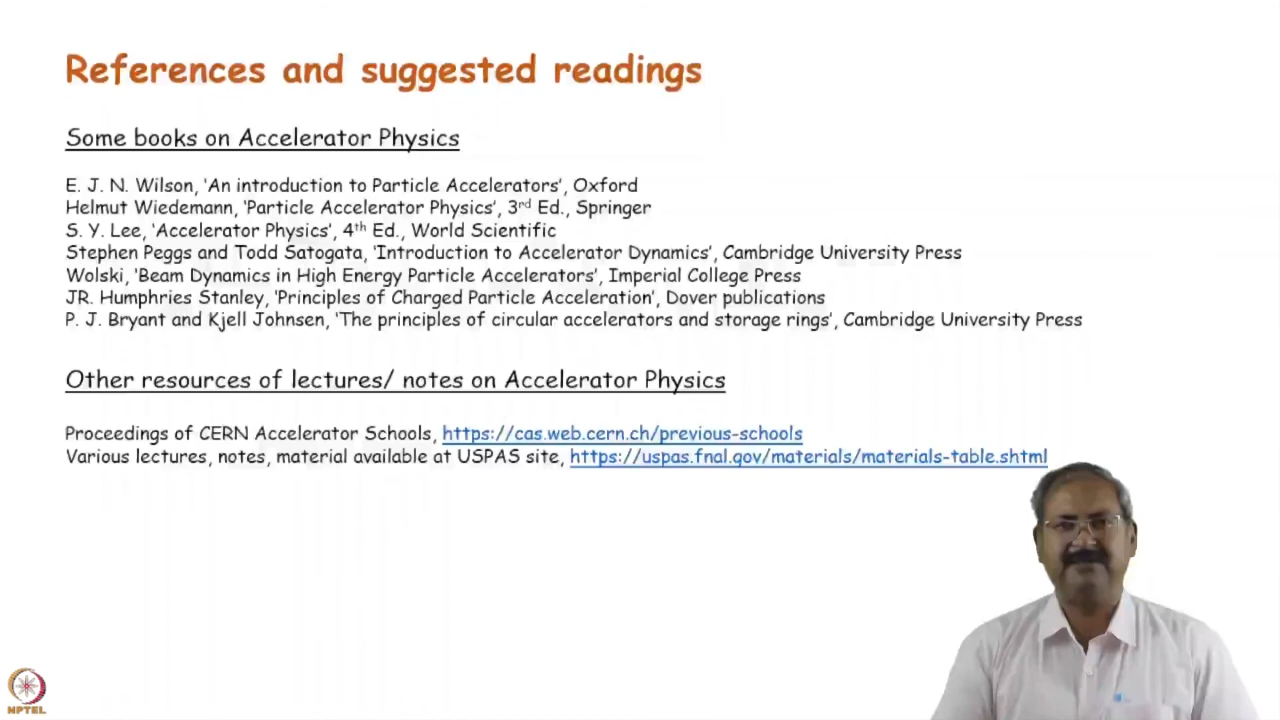 References and suggested readings
Some books on Accelerator Physics
E. J. N. Wilson, 'An introduction to Particle Accelerators', Oxford
Helmut Wiedemann, 'Particle Accelerator Physics', 3rd Ed., Springer
S. Y. Lee, 'Accelerator Physics', 4th Ed., World Scientific
Stephen Peggs and Todd Satogata, 'Introduction to Accelerator Dynamics', Cambridge University Press
Wolski, 'Beam Dynamics in High Energy Particle Accelerators', Imperial College Press
JR. Humphries Stanley, 'Principles of Charged Particle Acceleration', Dover publications
P. J. Bryant and Kjell Johnsen, 'The principles of circular accelerators and storage rings', Cambridge University Press
Other resources of lectures/ notes on Accelerator Physics
Proceedings of CERN Accelerator Schools, https://cas.web.cern.ch/previous-schools
Various lectures, notes, material available at USPAS site, https://uspas.fnal.gov/materials/materials-table.shtml
NPTEL